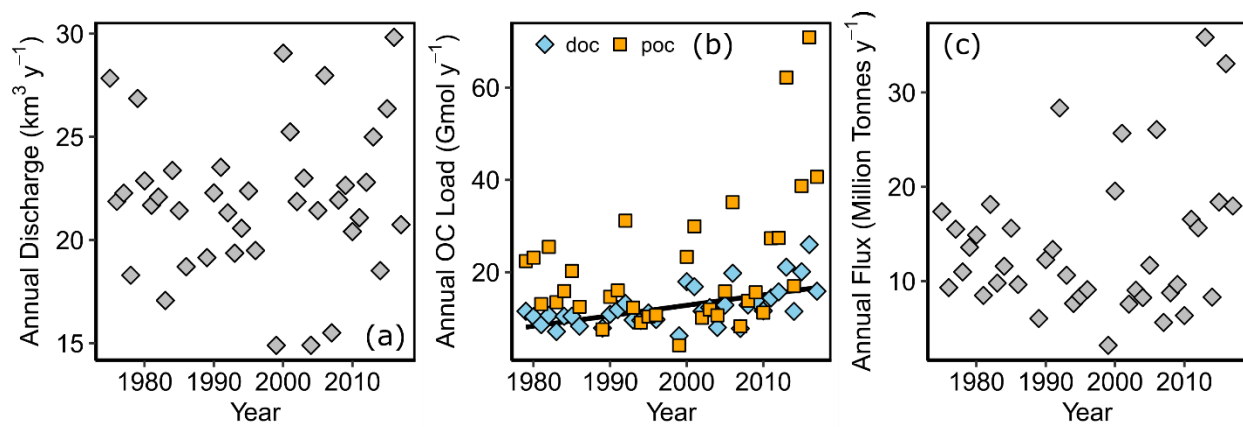 Annual Discharge (km³ y⁻¹)
30
25
20
15
(a)
1980 1990 2000 2010
Year
Annual OC Load (Gmol y⁻¹)
doc poc (b)
60
40
20
1980 1990 2000 2010
Year
Annual Flux (Million Tonnes y⁻¹)
(c)
30
20
10
1980 1990 2000 2010
Year